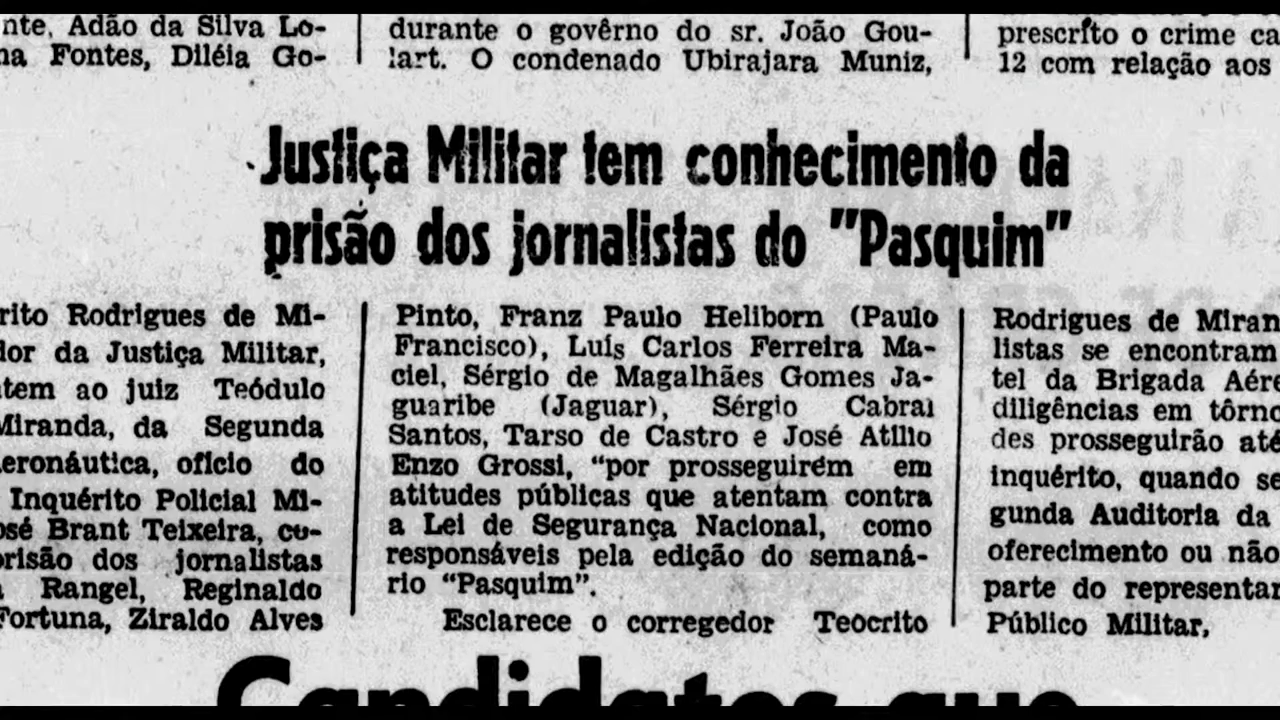 nte, Adão da Silva Lo-
na Fontes, Diléia Go-
durante o govêrno do sr. João Gou-
lart. O condenado Ubirajara Muniz,
prescrito o crime ca
12 com relação aos
Justiça Militar tem conhecimento da
prisão dos jornalistas do "Pasquim"
rito Rodrigues de Mi-
dor da Justiça Militar,
tem ao juiz Teódulo
Miranda, da Segunda
eronáutica, ofício do
Inquérito Policial Mi-
osé Brant Teixeira, co-
prisão dos jornalistas
Rangel, Reginaldo
Fortuna, Ziraldo Alves
Pinto, Franz Paulo Heliborn (Paulo
Francisco), Luís Carlos Ferreira Ma-
ciel, Sérgio de Magalhães Gomes Ja-
guaribe (Jaguar), Sérgio Cabral
Santos, Tarso de Castro e José Atilio
Enzo Grossi, "por prosseguirem em
atitudes públicas que atentam contra
a Lei de Segurança Nacional, como
responsáveis pela edição do semaná-
rio "Pasquim".
Esclarece o corregedor Teócrito
Rodrigues de Miran
listas se encontram
tel da Brigada Aére
diligências em tôrno
des prosseguirão até
inquérito, quando se
gunda Auditoria da
oferecimento ou não
parte do representan
Público Militar.
Candidatos que